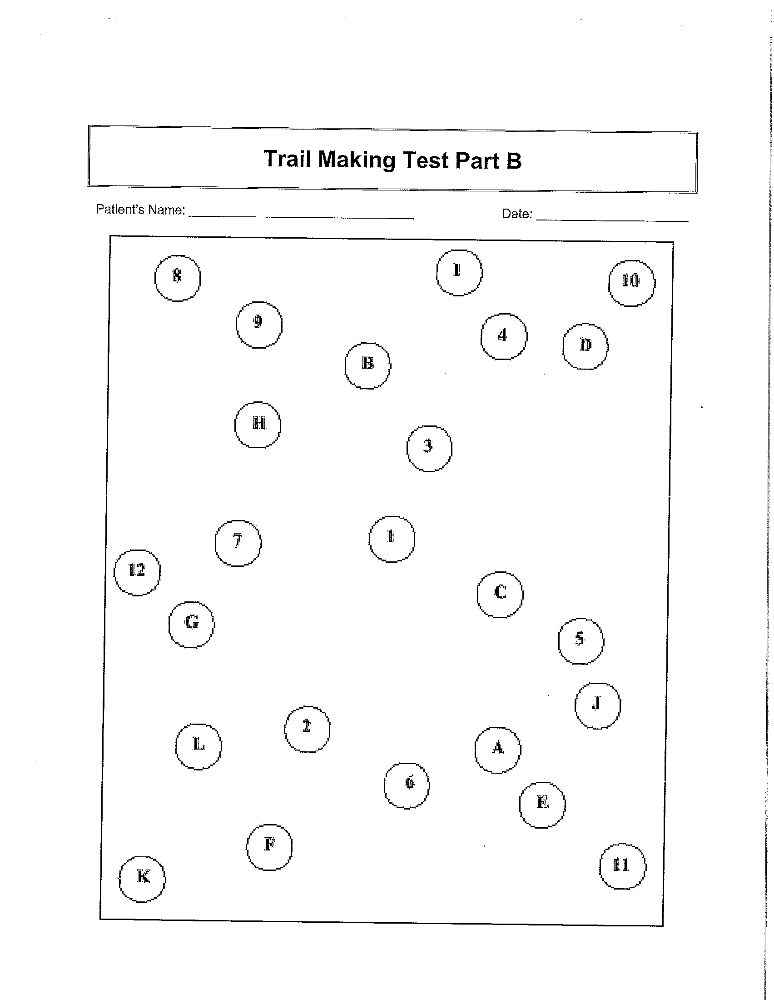 Trail Making Test Part B
Patient's Name: Date:
8 I 10
9 4 D
B
H 3
7 1
12 C
G 5
J
L 2 A
6 E
F 11
K